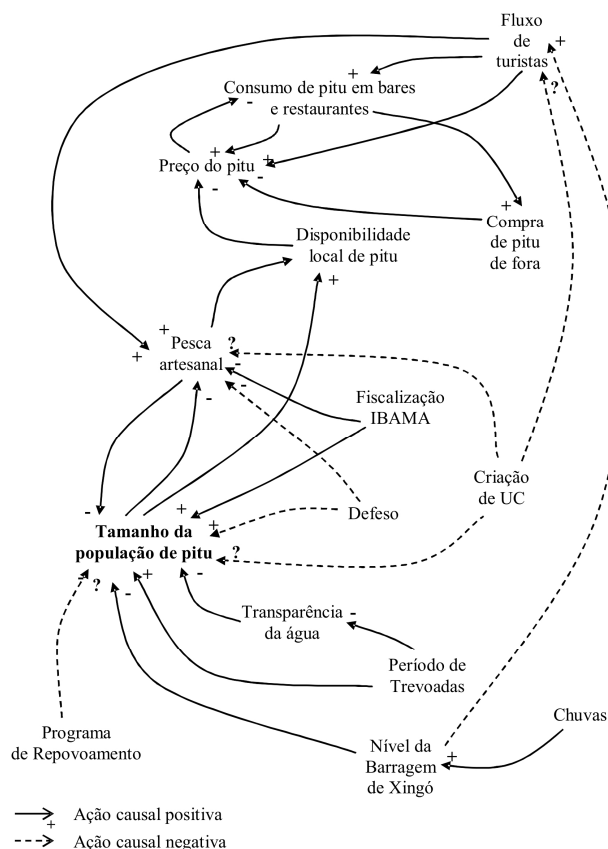 Fluxo
de
turistas
+
?
+
Consumo de pitu em bares
e restaurantes
-
+
+
Preço do pitu
-
-
+
Compra
de pitu
de fora
Disponibilidade
local de pitu
+
+
+
Pesca
artesanal
?
-
-
-
Fiscalização
IBAMA
Criação
de UC
Defeso
-
+
+
Tamanho da
população de pitu
?
-
?
-
+
-
Transparência
da água
-
Período de
Trevoadas
Programa
de Repovoamento
Chuvas
Nível da
Barragem
de Xingó
+
Ação causal positiva
+
Ação causal negativa